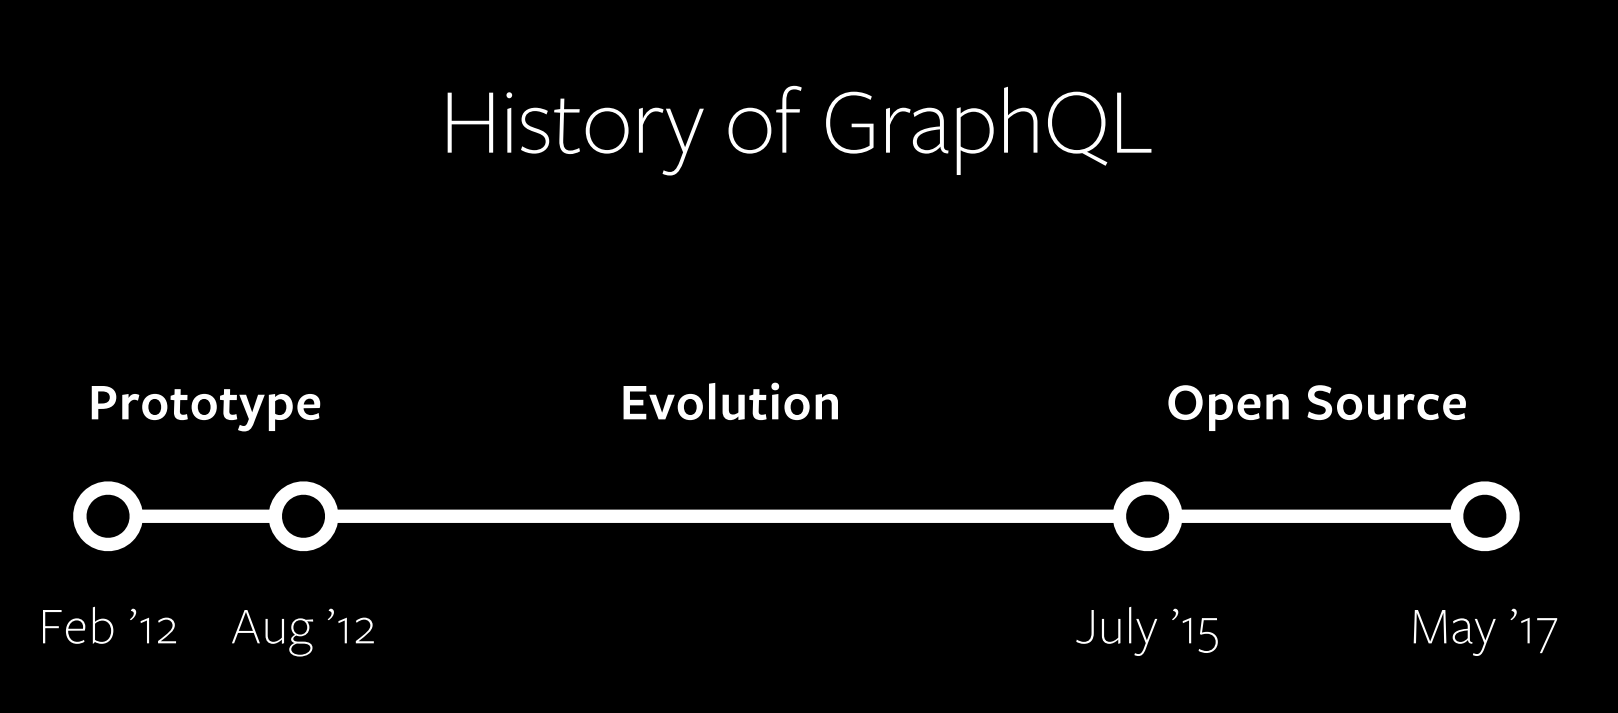 History of GraphQL
Prototype Evolution Open Source
Feb ’12 Aug ’12 July ’15 May ’17